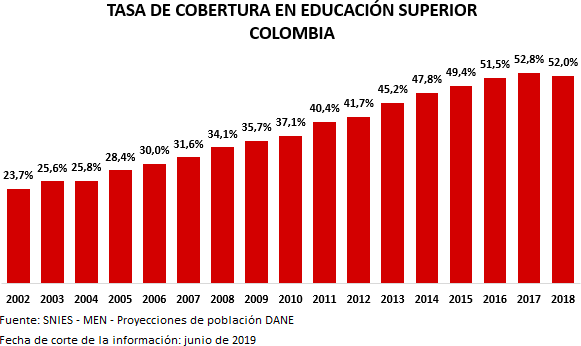 TASA DE COBERTURA EN EDUCACIÓN SUPERIOR
COLOMBIA
23,7% 25,6% 25,8% 28,4% 30,0% 31,6% 34,1% 35,7% 37,1% 40,4% 41,7% 45,2% 47,8% 49,4% 51,5% 52,8% 52,0%
2002 2003 2004 2005 2006 2007 2008 2009 2010 2011 2012 2013 2014 2015 2016 2017 2018
Fuente: SNIES - MEN - Proyecciones de población DANE
Fecha de corte de la información: junio de 2019